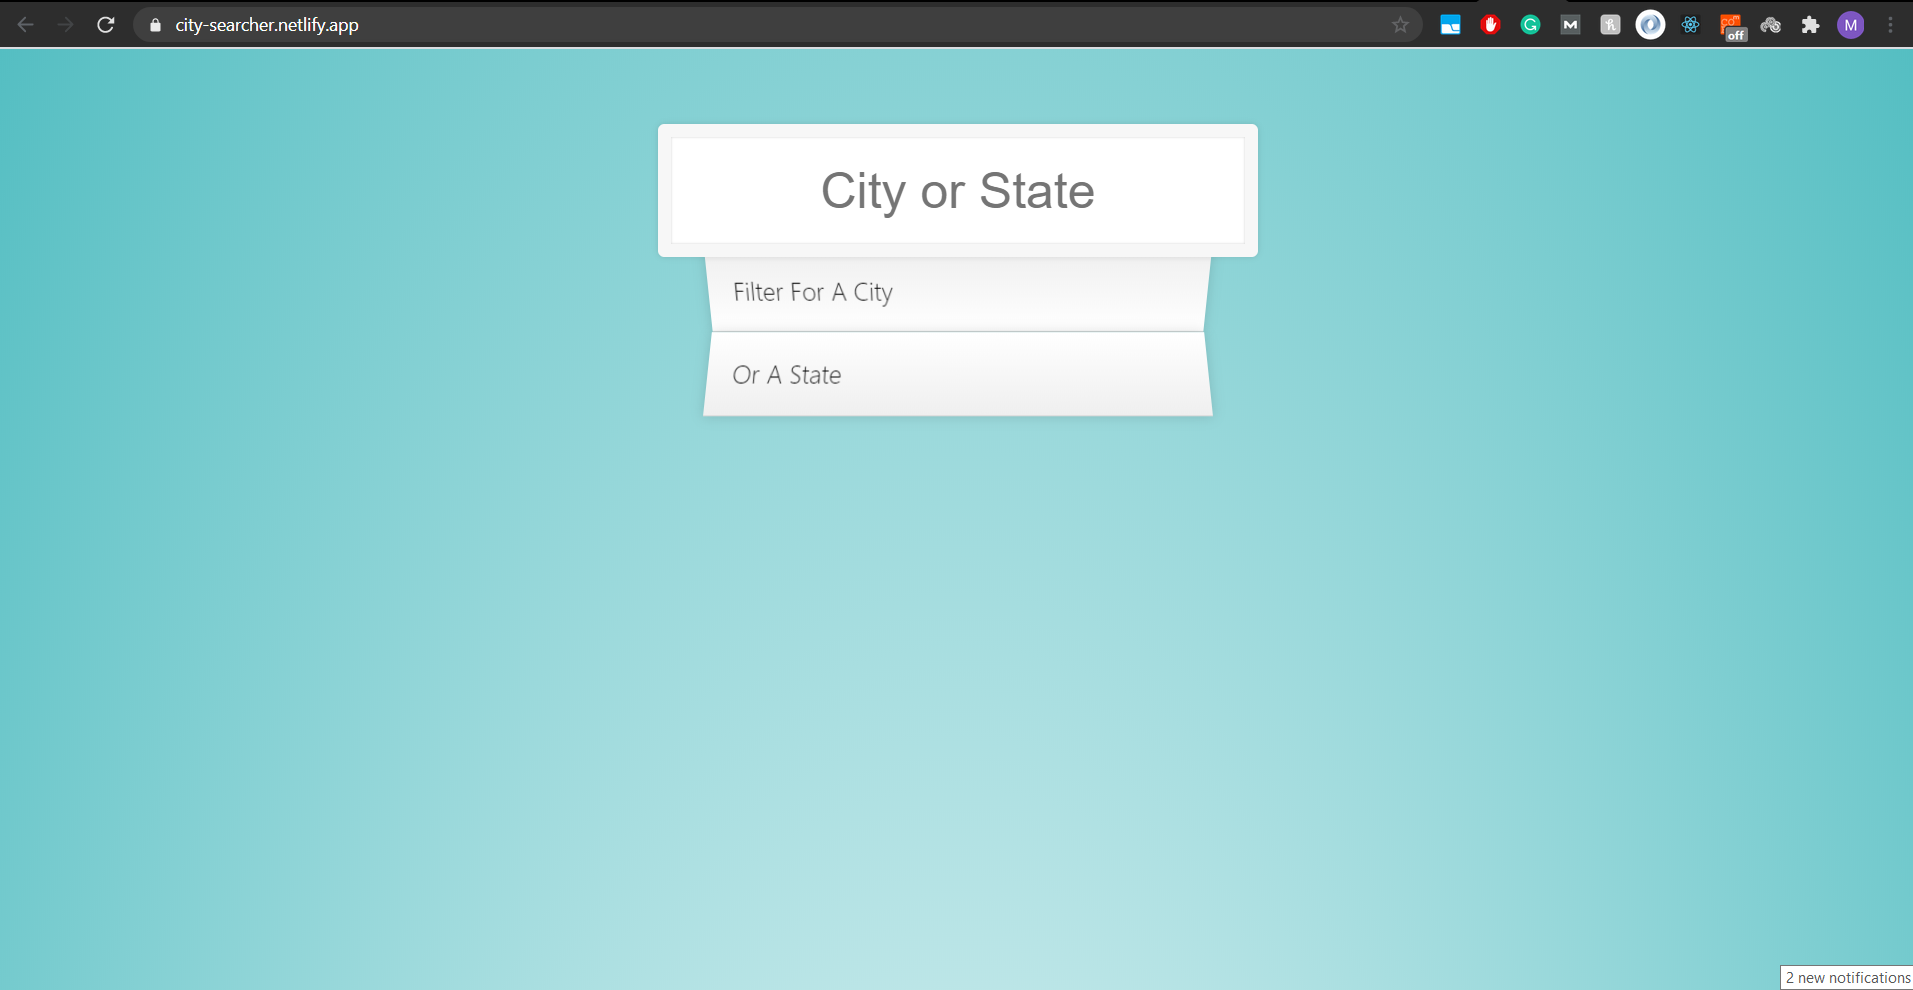 city-searcher.netlify.app
off
M
City or State
Filter For A City
Or A State
2 new notifications